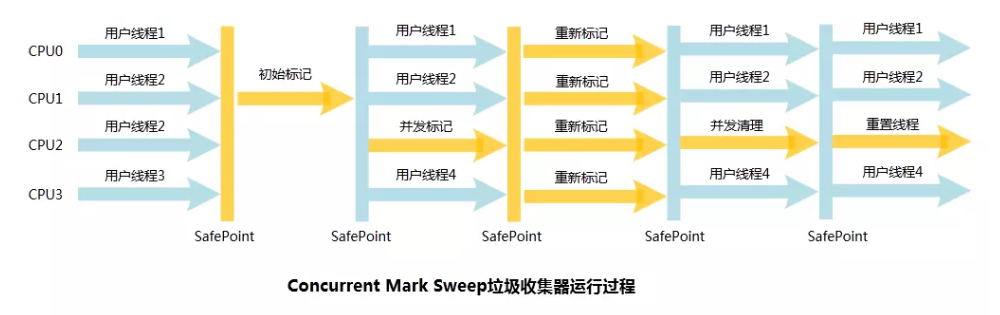 用户线程1 用户线程1 重新标记 用户线程1 用户线程1
CPU0
初始标记
用户线程2 用户线程2 重新标记 用户线程2 用户线程2
CPU1
用户线程2 并发标记 重新标记 并发清理 重置线程
CPU2
用户线程3 用户线程4 重新标记 用户线程4 用户线程4
CPU3
SafePoint SafePoint SafePoint SafePoint SafePoint
Concurrent Mark Sweep垃圾收集器运行过程